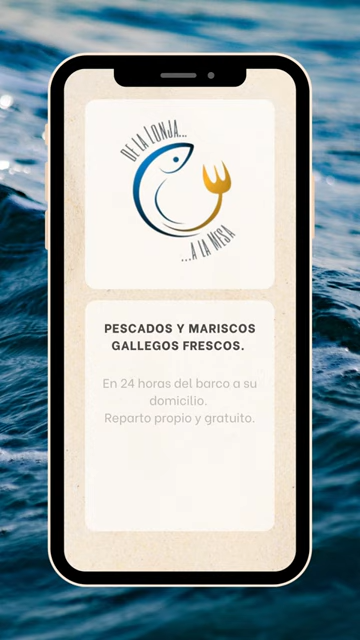 DE LA LONJA...
...A LA MESA
PESCADOS Y MARISCOS
GALLEGOS FRESCOS.
En 24 horas del barco a su
domicilio.
Reparto propio y gratuito.